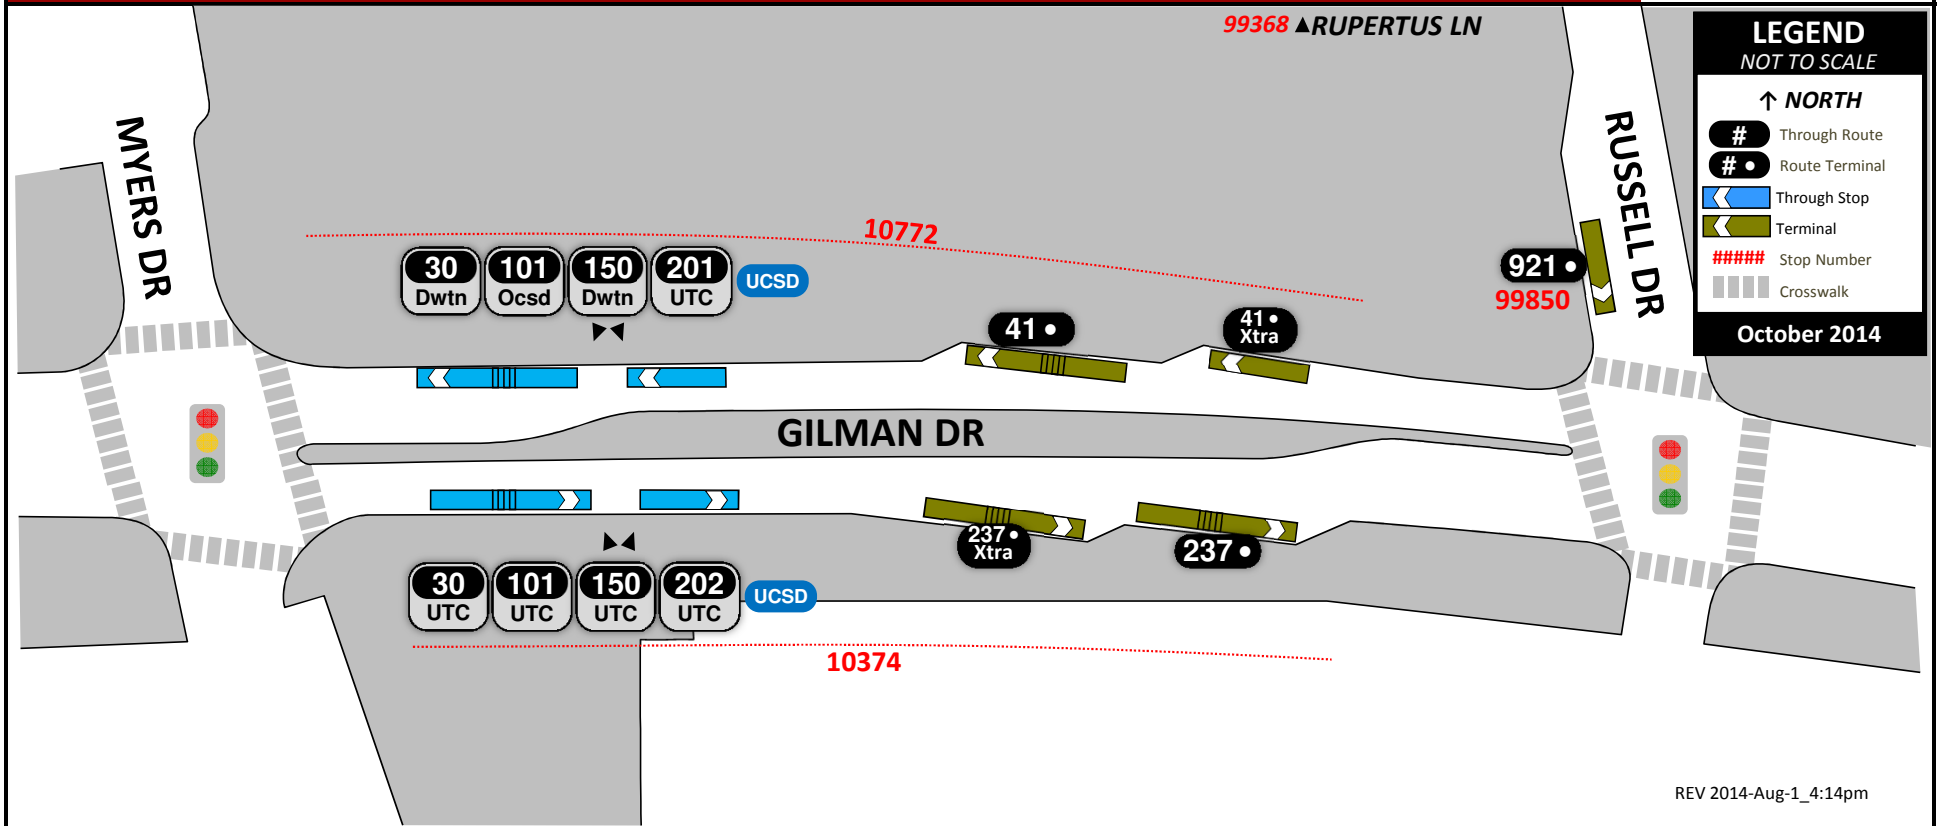 99368 ▲RUPERTUS LN
LEGEND
NOT TO SCALE
↑ NORTH
# Through Route
# • Route Terminal
Through Stop
Terminal
##### Stop Number
Crosswalk
October 2014
MYERS DR
RUSSELL DR
10772
30 Dwtn
101 Ocsd
150 Dwtn
201 UTC
UCSD
921 •
99850
41 •
41 •
Xtra
GILMAN DR
237 •
Xtra
237 •
30 UTC
101 UTC
150 UTC
202 UTC
UCSD
10374
REV 2014-Aug-1_4:14pm